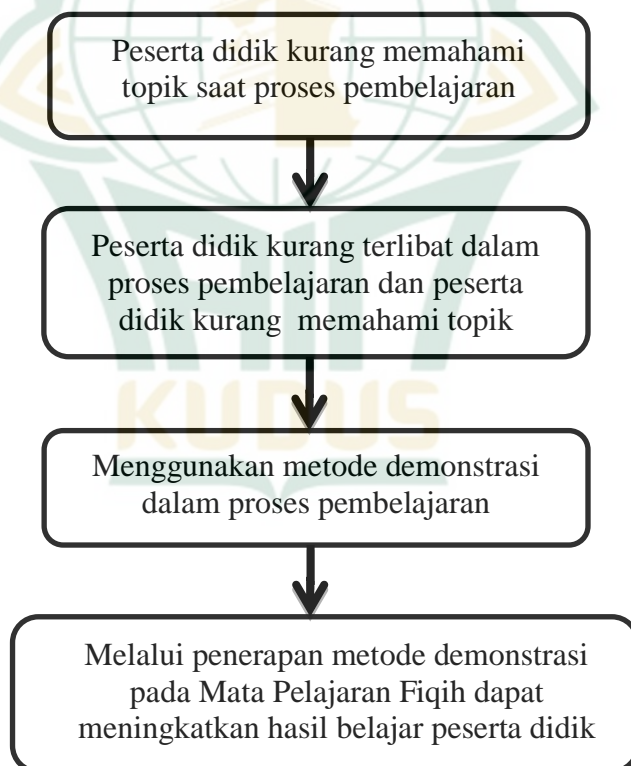 Peserta didik kurang memahami
topik saat proses pembelajaran
Peserta didik kurang terlibat dalam
proses pembelajaran dan peserta
didik kurang memahami topik
KUDUS
Menggunakan metode demonstrasi
dalam proses pembelajaran
Melalui penerapan metode demonstrasi
pada Mata Pelajaran Fiqih dapat
meningkatkan hasil belajar peserta didik